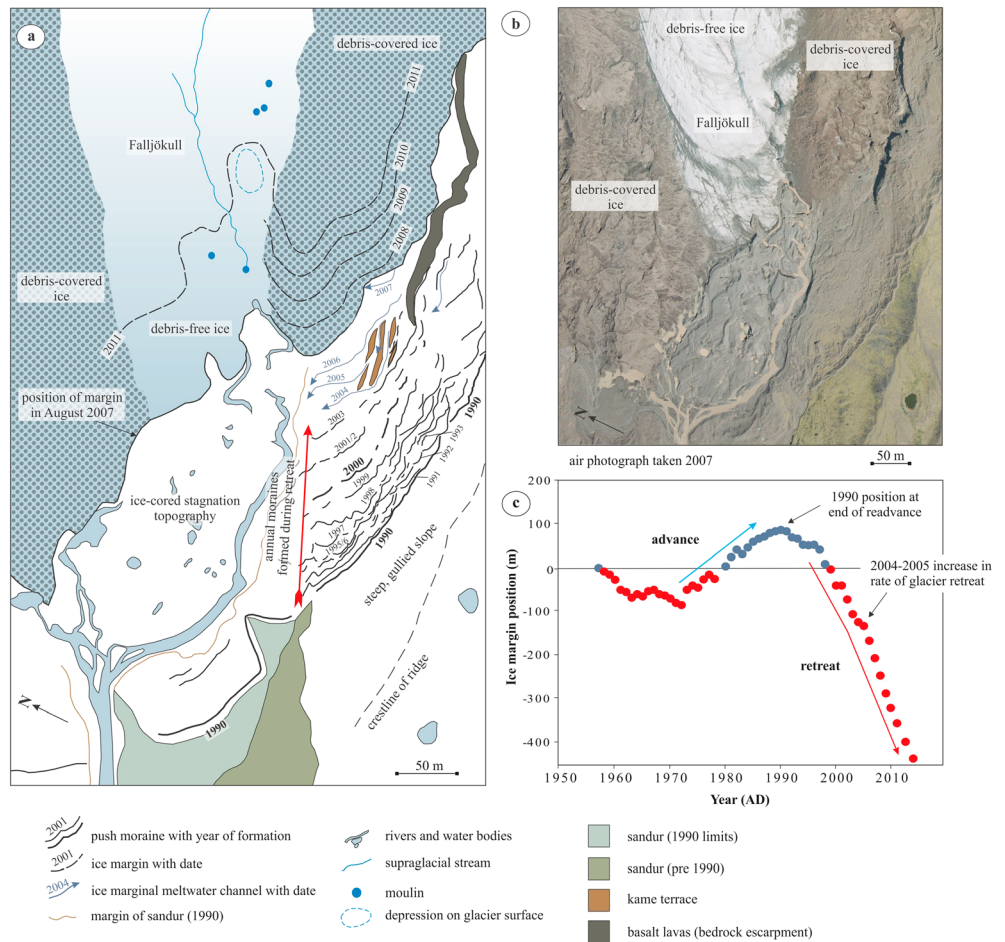 a
debris-covered ice
2011
2010
2009
2008
Falljökull
debris-covered
ice
2011
debris-free ice
2007
position of margin
in August 2007
2006
2005
2004
2003
2001/2
2000
1999
1998
1997
1995/6
1990
1993
1992
1991
1990
ice-cored stagnation
topography
annual moraines
formed during retreat
steep, gullied slope
crestline of ridge
1990
N
50 m
b
debris-free ice
debris-covered
ice
Falljökull
debris-covered
ice
N
air photograph taken 2007
50 m
c
200
100
0
-100
-200
-300
-400
Ice margin position (m)
1950
1960
1970
1980
1990
2000
2010
Year (AD)
advance
1990 position at
end of readvance
2004-2005 increase in
rate of glacier retreat
retreat
2001
push moraine with year of formation
2001
ice margin with date
2004
ice marginal meltwater channel with date
margin of sandur (1990)
rivers and water bodies
supraglacial stream
moulin
depression on glacier surface
sandur (1990 limits)
sandur (pre 1990)
kame terrace
basalt lavas (bedrock escarpment)